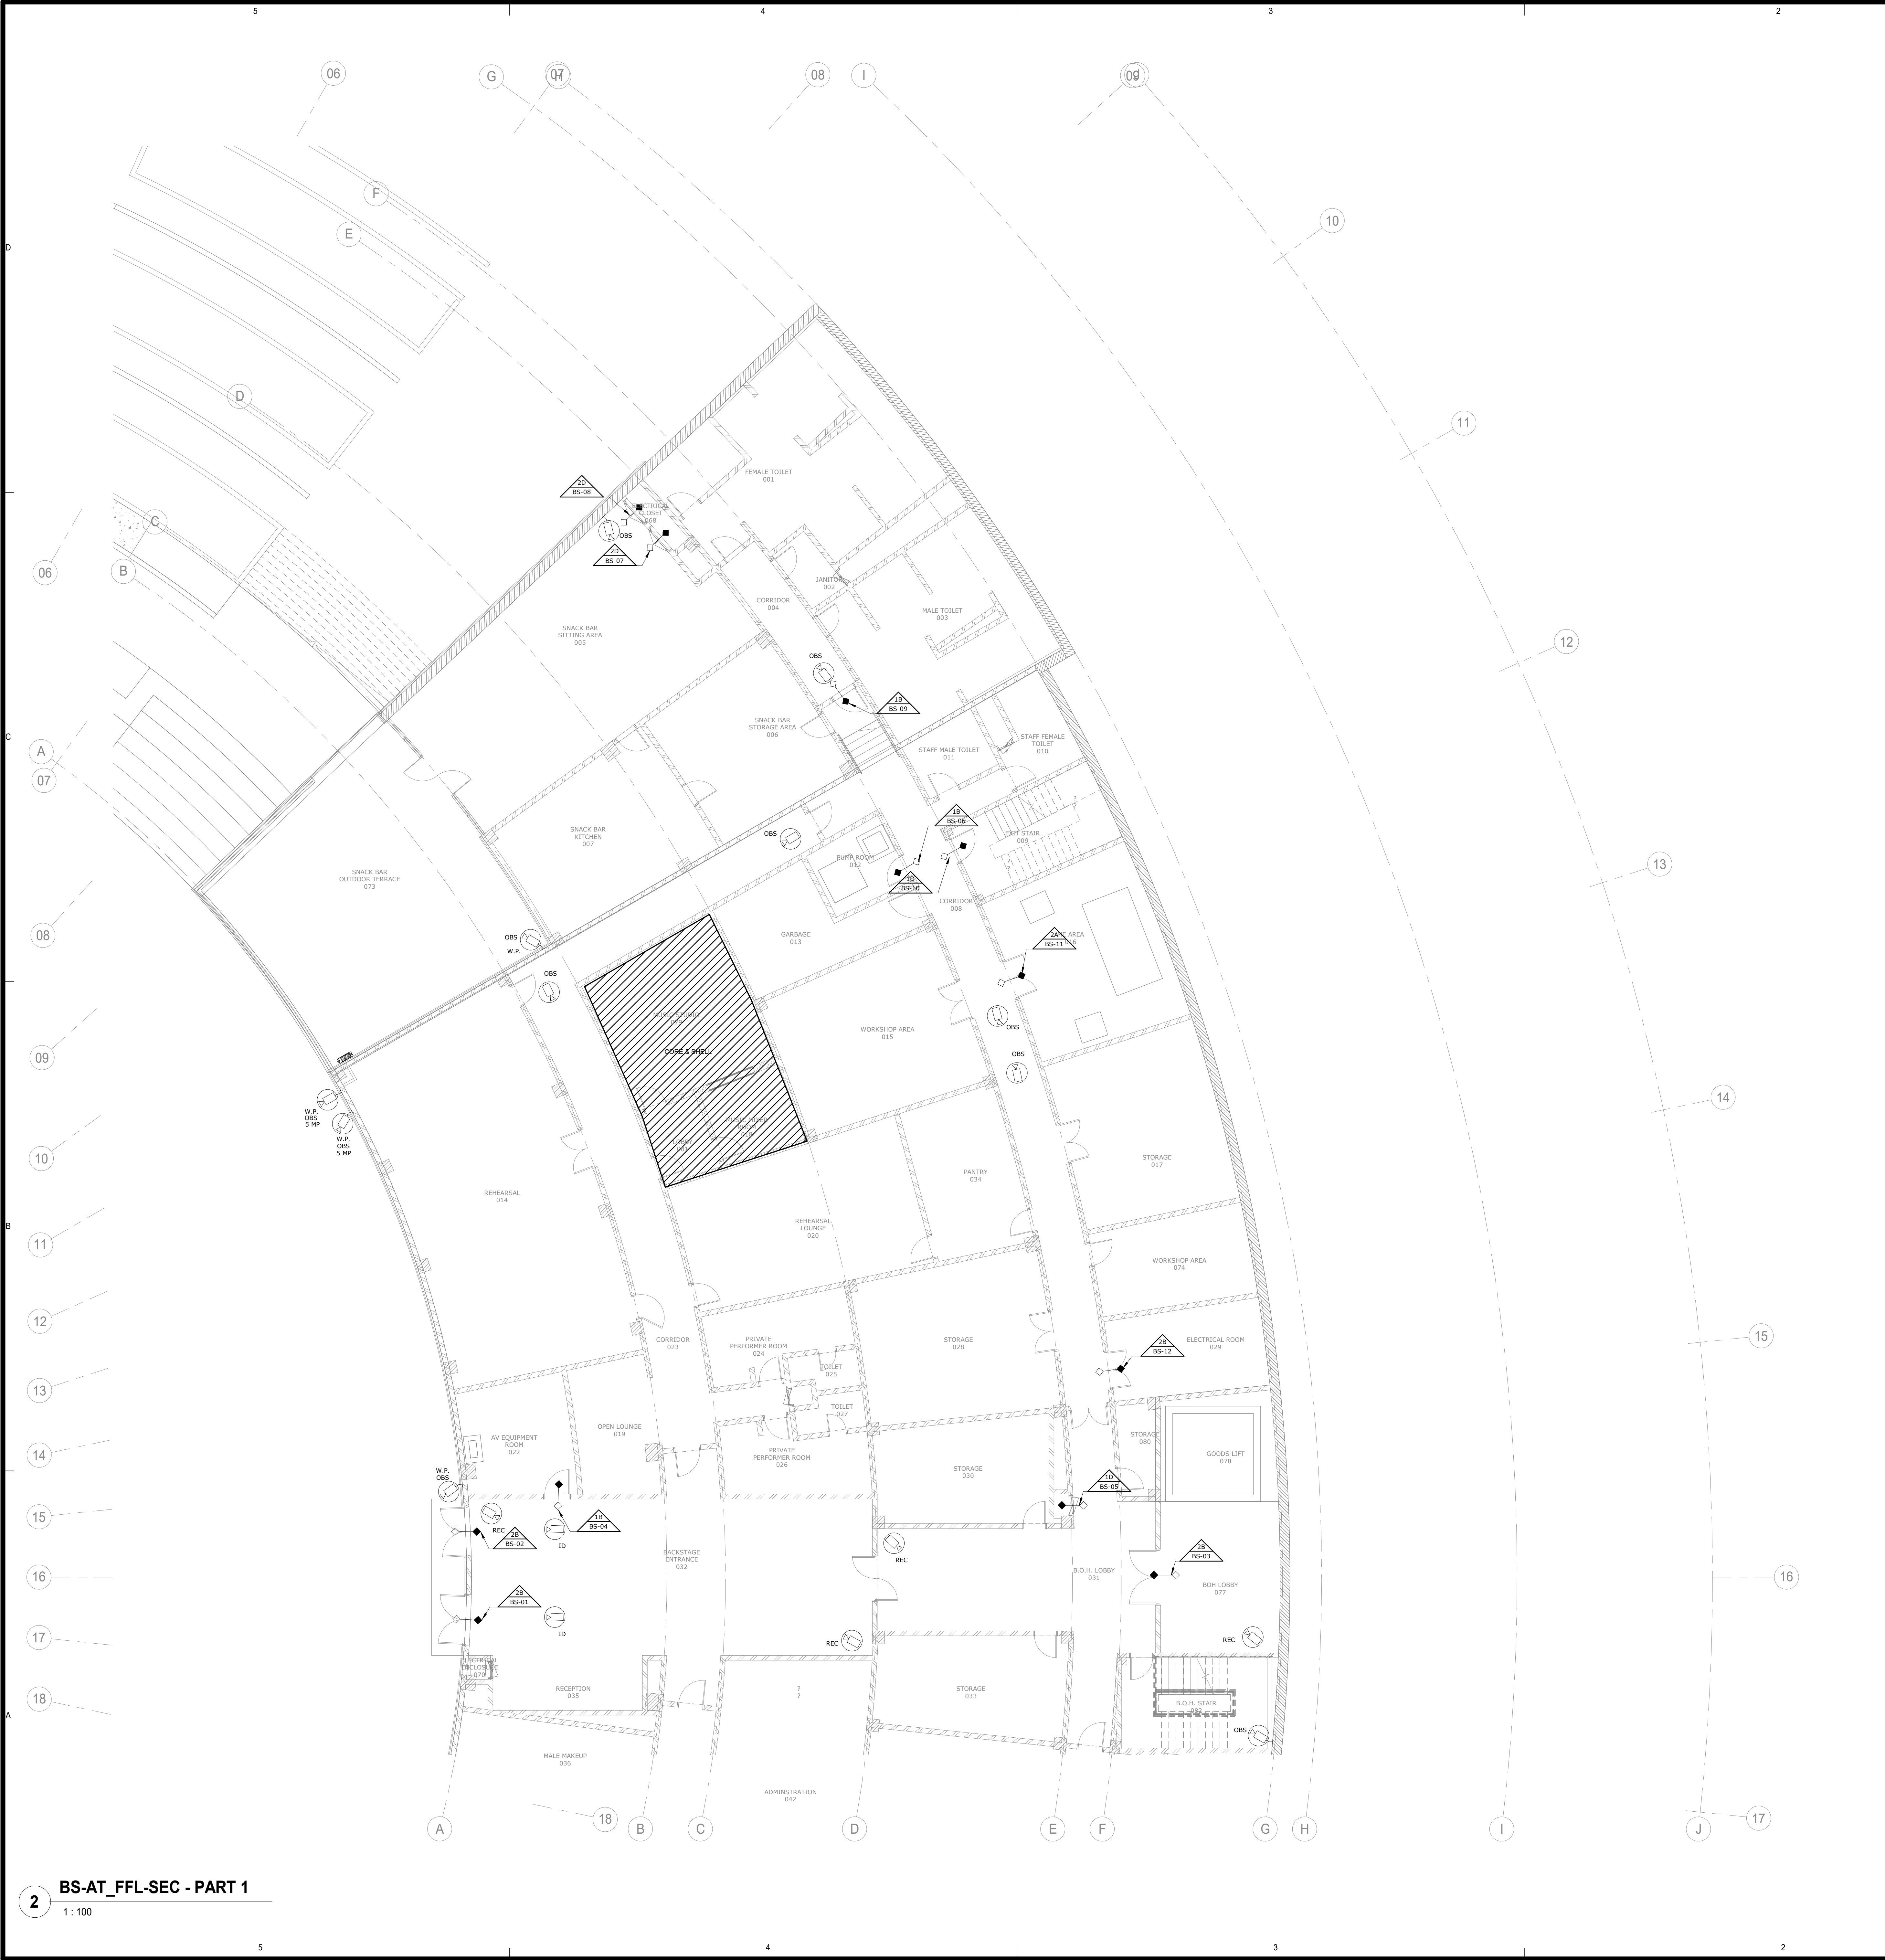 5
4
3
2
06
G
07
H
08
I
09
J
F
10
E
D
D
11
C
06
B
12
C
A
07
13
08
14
09
10
B
11
12
15
13
14
15
16
16
17
18
A
2D
BS-08
ELECTRICAL
CLOSET
068
OBS
2D
BS-07
FEMALE TOILET
001
JANITOR
002
CORRIDOR
004
MALE TOILET
003
SNACK BAR
SITTING AREA
005
OBS
1B
BS-09
SNACK BAR
STORAGE AREA
006
STAFF MALE TOILET
011
STAFF FEMALE
TOILET
010
SNACK BAR
KITCHEN
007
OBS
1B
BS-06
EXIT STAIR
009
PUMP ROOM
012
1D
BS-10
SNACK BAR
OUTDOOR TERRACE
073
CORRIDOR
008
GARBAGE
013
2A
BS-11
AREA
016
OBS
W.P.
OBS
OBS
WORKSHOP AREA
015
CORE & SHELL
OBS
W.P.
OBS
5 MP
W.P.
OBS
5 MP
LOBBY
PANTRY
034
STORAGE
017
REHEARSAL
014
REHEARSAL
LOUNGE
020
WORKSHOP AREA
074
CORRIDOR
023
PRIVATE
PERFORMER ROOM
024
STORAGE
028
ELECTRICAL ROOM
029
2B
BS-12
TOILET
025
TOILET
027
OPEN LOUNGE
019
AV EQUIPMENT
ROOM
022
PRIVATE
PERFORMER ROOM
026
STORAGE
080
GOODS LIFT
078
STORAGE
030
W.P.
OBS
1D
BS-05
REC
1B
BS-04
2B
BS-02
ID
REC
BACKSTAGE
ENTRANCE
032
B.O.H. LOBBY
031
2B
BS-03
BOH LOBBY
077
2B
BS-01
ID
REC
REC
ELECTRICAL
ENCLOSURE
070
RECEPTION
035
?
?
STORAGE
033
B.O.H. STAIR
082
OBS
MALE MAKEUP
036
ADMINSTRATION
042
18
17
A
B
C
D
E
F
G
H
I
J
2
BS-AT_FFL-SEC - PART 1
1 : 100
5
4
3
2